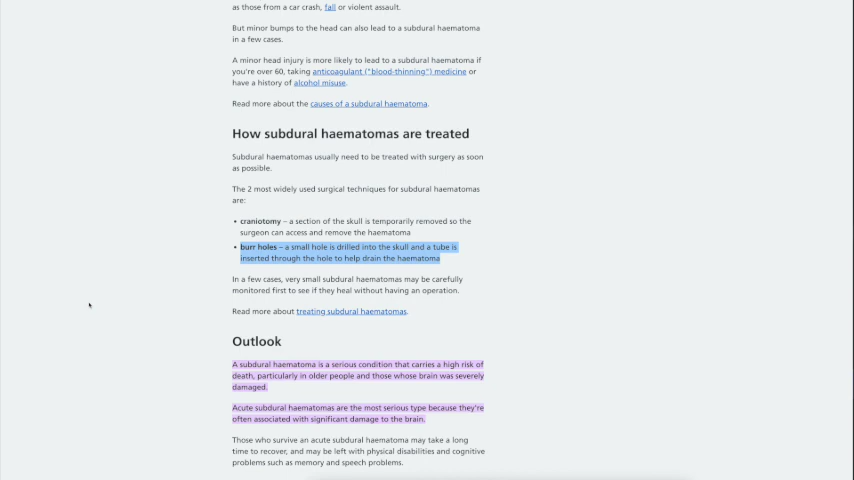 as those from a car crash, fall or violent assault.
But minor bumps to the head can also lead to a subdural haematoma
in a few cases.
A minor head injury is more likely to lead to a subdural haematoma if
you're over 60, taking anticoagulant ("blood-thinning") medicine or
have a history of alcohol misuse.
Read more about the causes of a subdural haematoma.
How subdural haematomas are treated
Subdural haematomas usually need to be treated with surgery as soon
as possible.
The 2 most widely used surgical techniques for subdural haematomas
are:
• craniotomy – a section of the skull is temporarily removed so the
surgeon can access and remove the haematoma
• burr holes – a small hole is drilled into the skull and a tube is
inserted through the hole to help drain the haematoma
In a few cases, very small subdural haematomas may be carefully
monitored first to see if they heal without having an operation.
Read more about treating subdural haematomas.
Outlook
A subdural haematoma is a serious condition that carries a high risk of
death, particularly in older people and those whose brain was severely
damaged.
Acute subdural haematomas are the most serious type because they're
often associated with significant damage to the brain.
Those who survive an acute subdural haematoma may take a long
time to recover, and may be left with physical disabilities and cognitive
problems such as memory and speech problems.